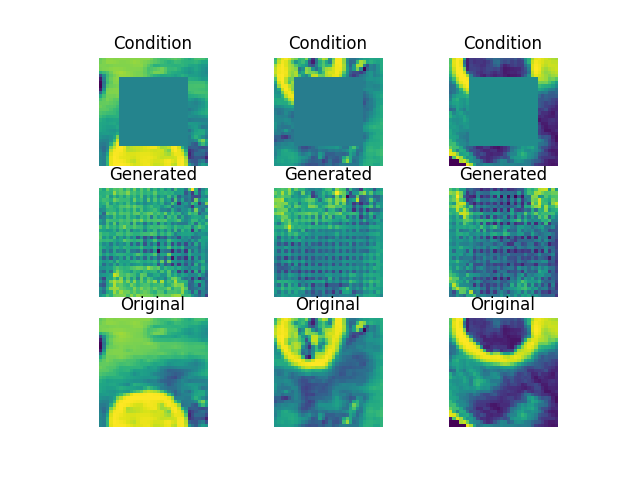 Condition Condition Condition
Generated Generated Generated
Original Original Original